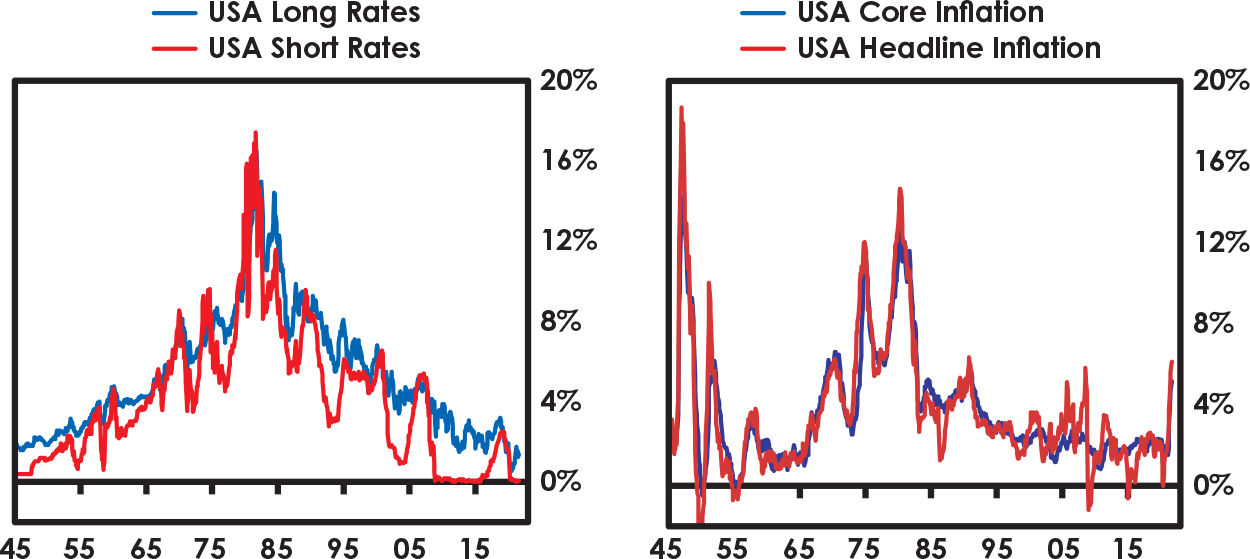 USA Long Rates
USA Short Rates
20%
16%
12%
8%
4%
0%
45 55 65 75 85 95 05 15
USA Core Inflation
USA Headline Inflation
20%
16%
12%
8%
4%
0%
45 55 65 75 85 95 05 15